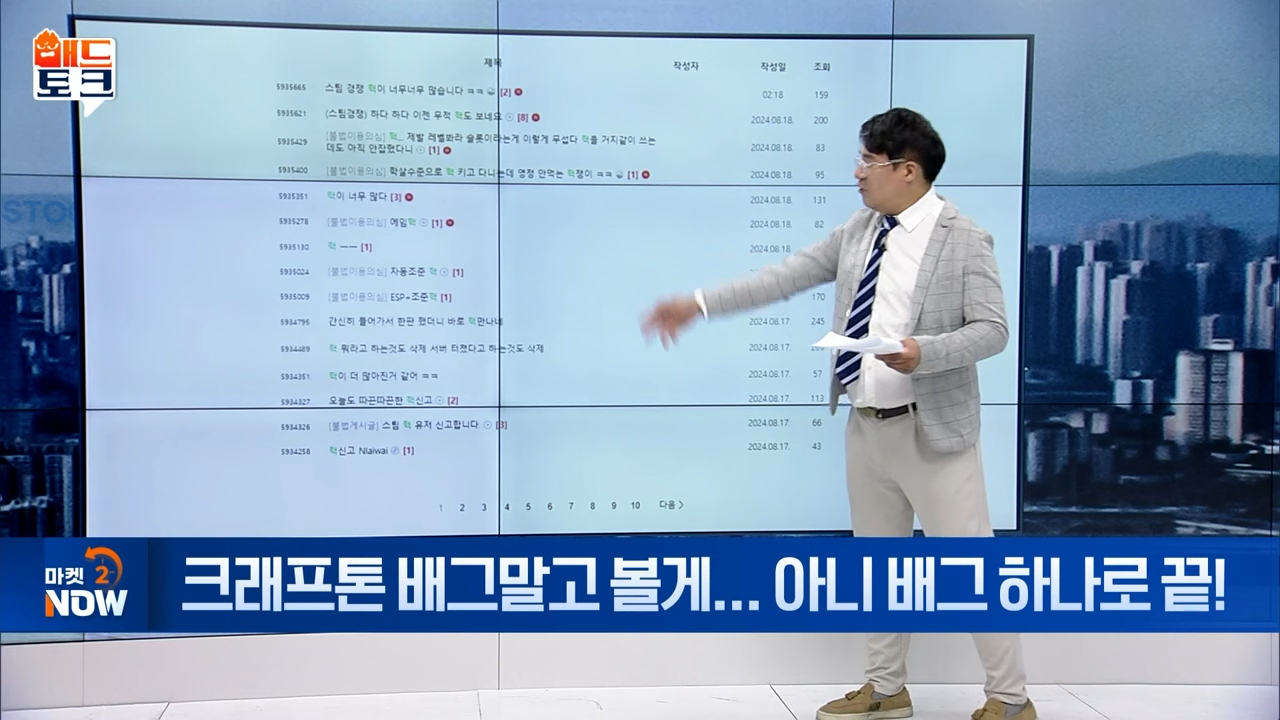 배드
토크
제목 작성자 작성일 조회
5935665 스팀 경쟁 핵이 너무너무 많습니다 ㅋㅋ [2] 02:18 159
5935621 (스팀경쟁) 하다 하다 이젠 무적 핵도 보네요 [8] 2024.08.18. 200
5935429 [불법이용의심] 핵... 제발 레벨봐라 슬롯이라는게 이렇게 무섭다 핵을 거지같이 쓰는 2024.08.18. 83
데도 아직 안잡혔다니 [1]
5935400 [불법이용의심] 학살수준으로 핵 키고 다니는데 영정 안먹는 핵쟁이 ㅋㅋ [1] 2024.08.18. 95
5935351 핵이 너무 많다 [3] 2024.08.18. 131
5935278 [불법이용의심] 에임핵 [1] 2024.08.18. 82
5935130 핵 ㅡㅡ [1] 2024.08.18.
5935024 [불법이용의심] 자동조준 핵 [1]
5935009 [불법이용의심] ESP+조준핵 [1] 170
5934795 간신히 들어가서 한판 했더니 바로 핵만나네 2024.08.17. 245
5934489 핵 뭐라고 하는것도 삭제 서버 터졌다고 하는것도 삭제 2024.08.17.
5934351 핵이 더 많아진거 같어 ㅋㅋ 2024.08.17. 57
5934327 오늘도 따끈따끈한 핵신고 [2] 2024.08.17. 113
5934326 [불법게시글] 스팀 핵 유저 신고합니다. [3] 2024.08.17. 66
5934258 핵신고 Nlaiwai [1] 2024.08.17. 43
1 2 3 4 5 6 7 8 9 10 다음 >
마켓 2
NOW
크래프톤 배그말고 볼게... 아니 배그 하나로 끝!